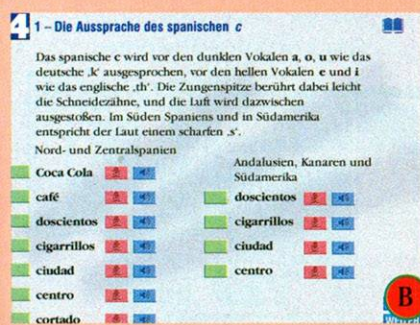 4
1 – Die Aussprache des spanischen c
Das spanische c wird vor den dunklen Vokalen a, o, u wie das
deutsche ‚k' ausgesprochen, vor den hellen Vokalen e und i
wie das englische ‚th'. Die Zungenspitze berührt dabei leicht
die Schneidezähne, und die Luft wird dazwischen
ausgestoßen. Im Süden Spaniens und in Südamerika
entspricht der Laut einem scharfen ‚s'.
Nord- und Zentralspanien
Coca Cola
café
doscientos
cigarrillos
ciudad
centro
cortado
Andalusien, Kanaren und
Südamerika
doscientos
cigarrillos
ciudad
centro
B